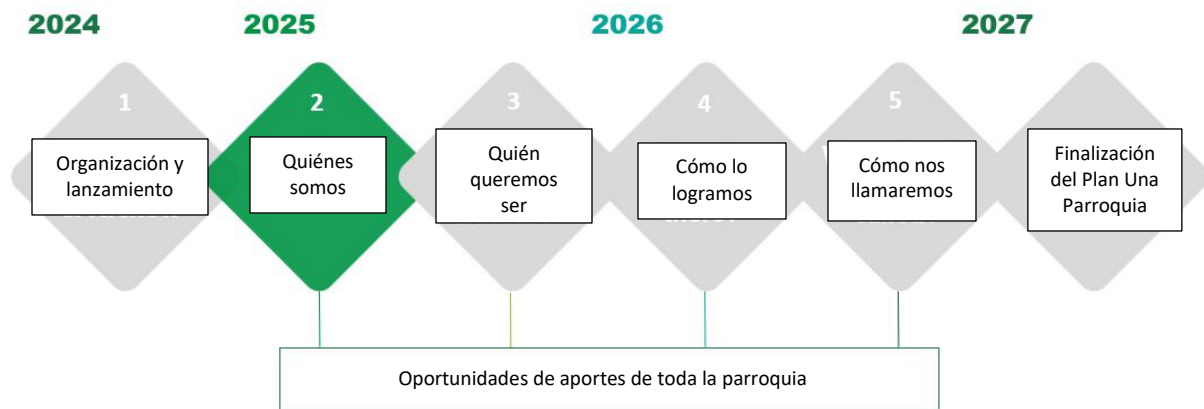 2024
2025
2026
2027
1
2
3
4
5
Organización y
lanzamiento
Quiénes
somos
Quién
queremos
ser
Cómo lo
logramos
Cómo nos
llamaremos
Finalización
del Plan Una
Parroquia
Oportunidades de aportes de toda la parroquia